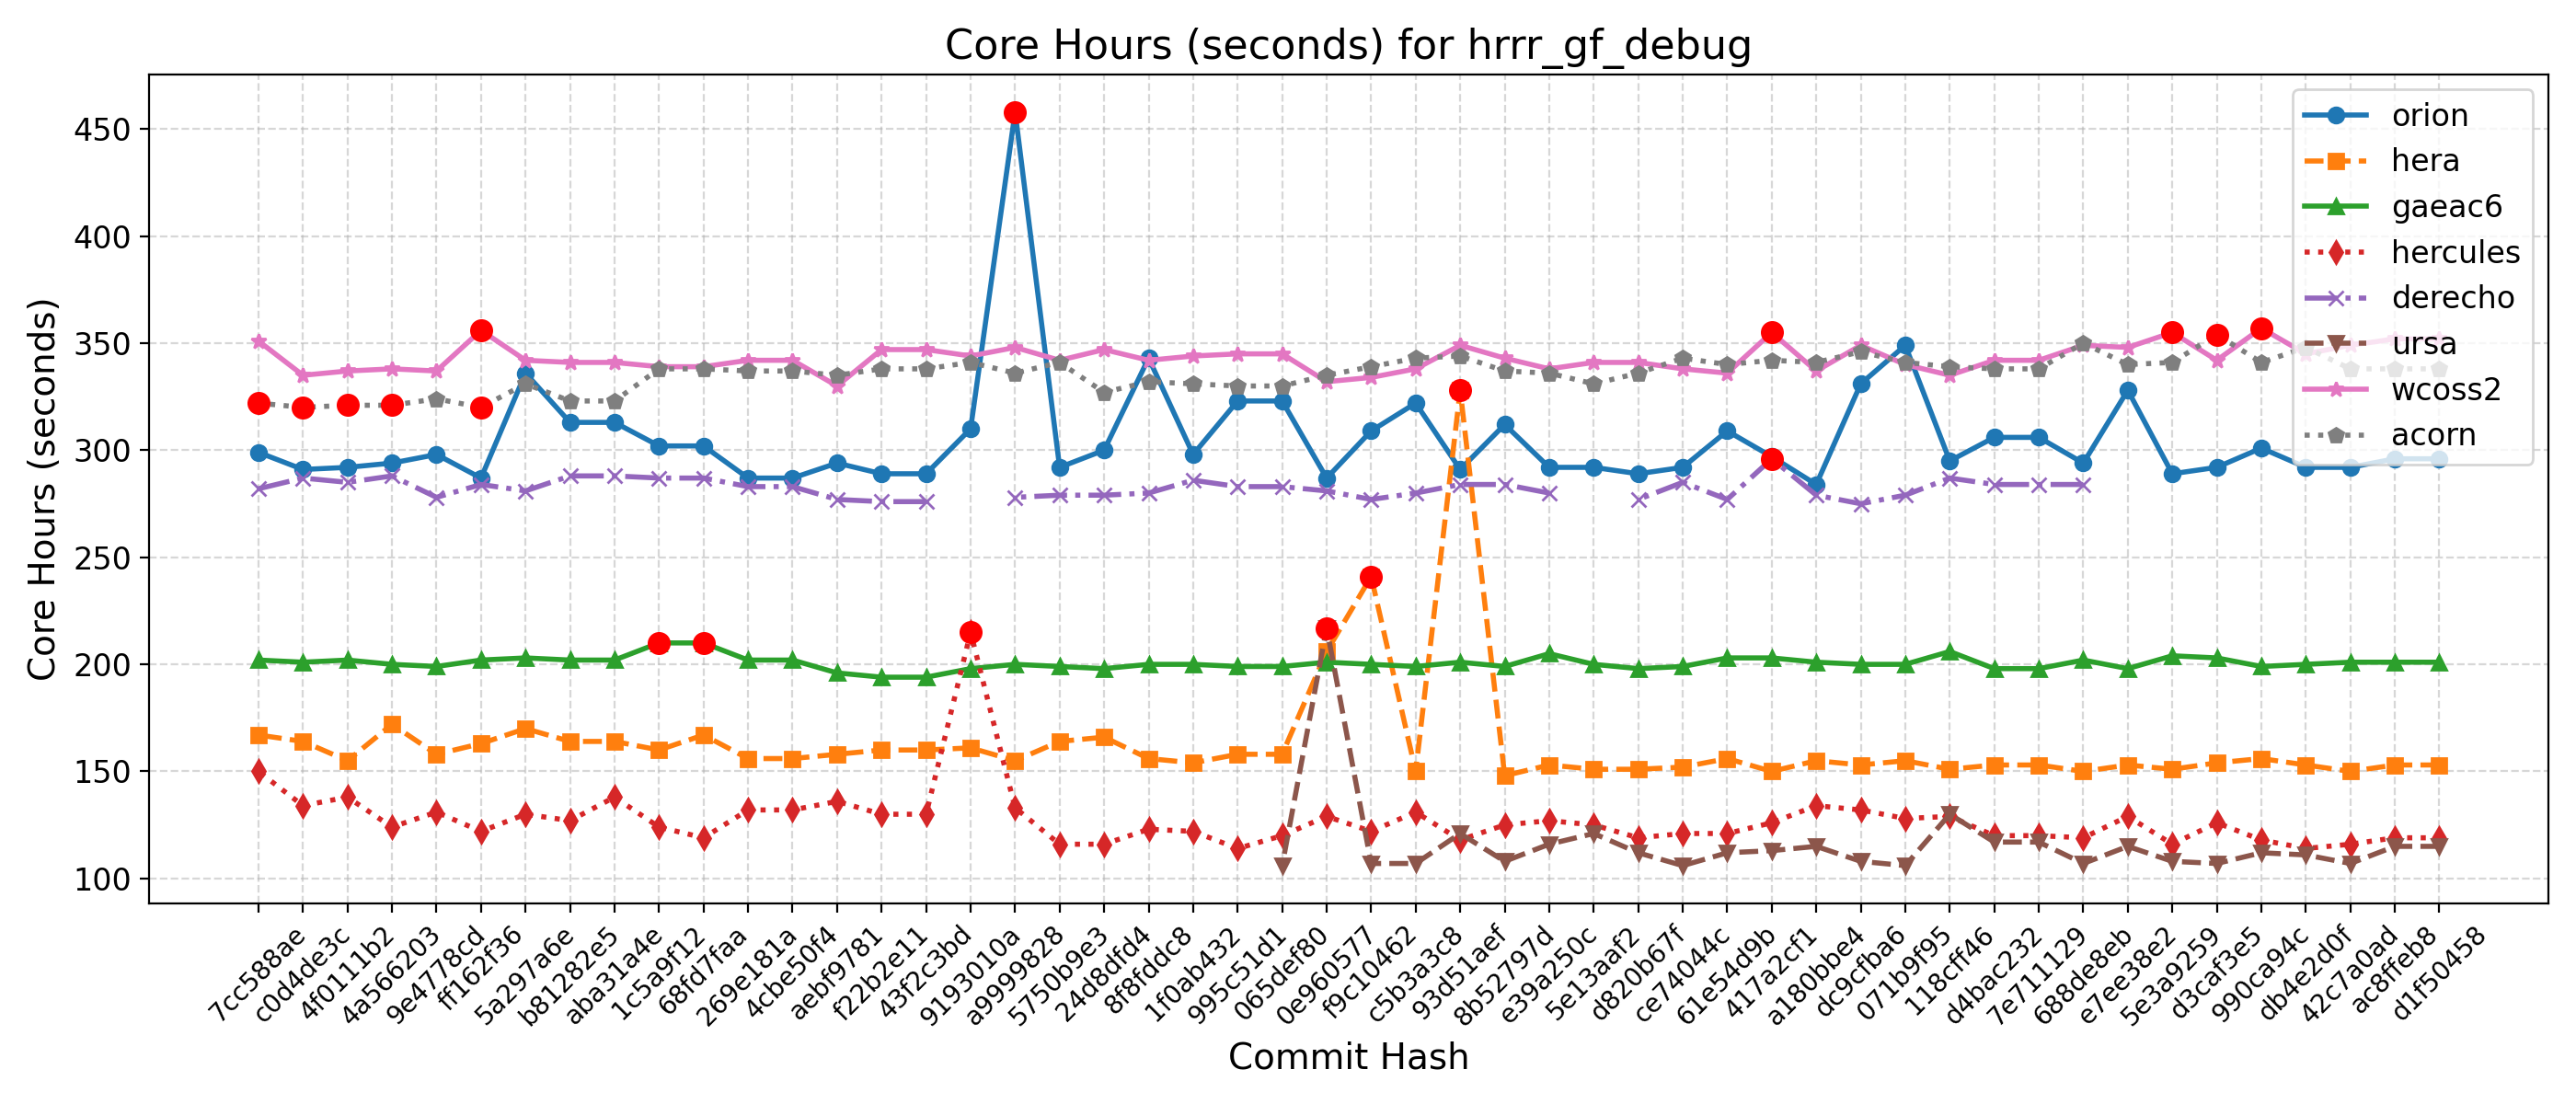 Core Hours (seconds) for hrrr_gf_debug
Core Hours (seconds)
450
400
350
300
250
200
150
100
orion
hera
gaeac6
hercules
derecho
ursa
wcoss2
acorn
7cc588ae
c0d4de3c
4f0111b2
4a566203
9e4778cd
ff162f36
5a297a6e
b81282e5
aba31a4e
1c5a9f12
68fd7faa
269e181a
4cbe50f4
aebf9781
f22b2e11
43f2c3bd
9193010a
a9999828
5750b9e3
24d8dfd4
8f8fddc8
1f0ab432
995c51d1
065def80
0e960577
f9c10462
c5b3a3c8
93d51aef
8b52797d
e39a250c
5e13aaf2
d820b67f
ce74044c
61e54d9b
417a2cf1
a180bbe4
dc9cfba6
071b9f95
118cff46
d4bac232
7e711129
688de8eb
e7ee38e2
5e3a9259
d3caf3e5
990ca94c
db4e2d0f
42c7a0ad
ac8ffeb8
d1f50458
Commit Hash